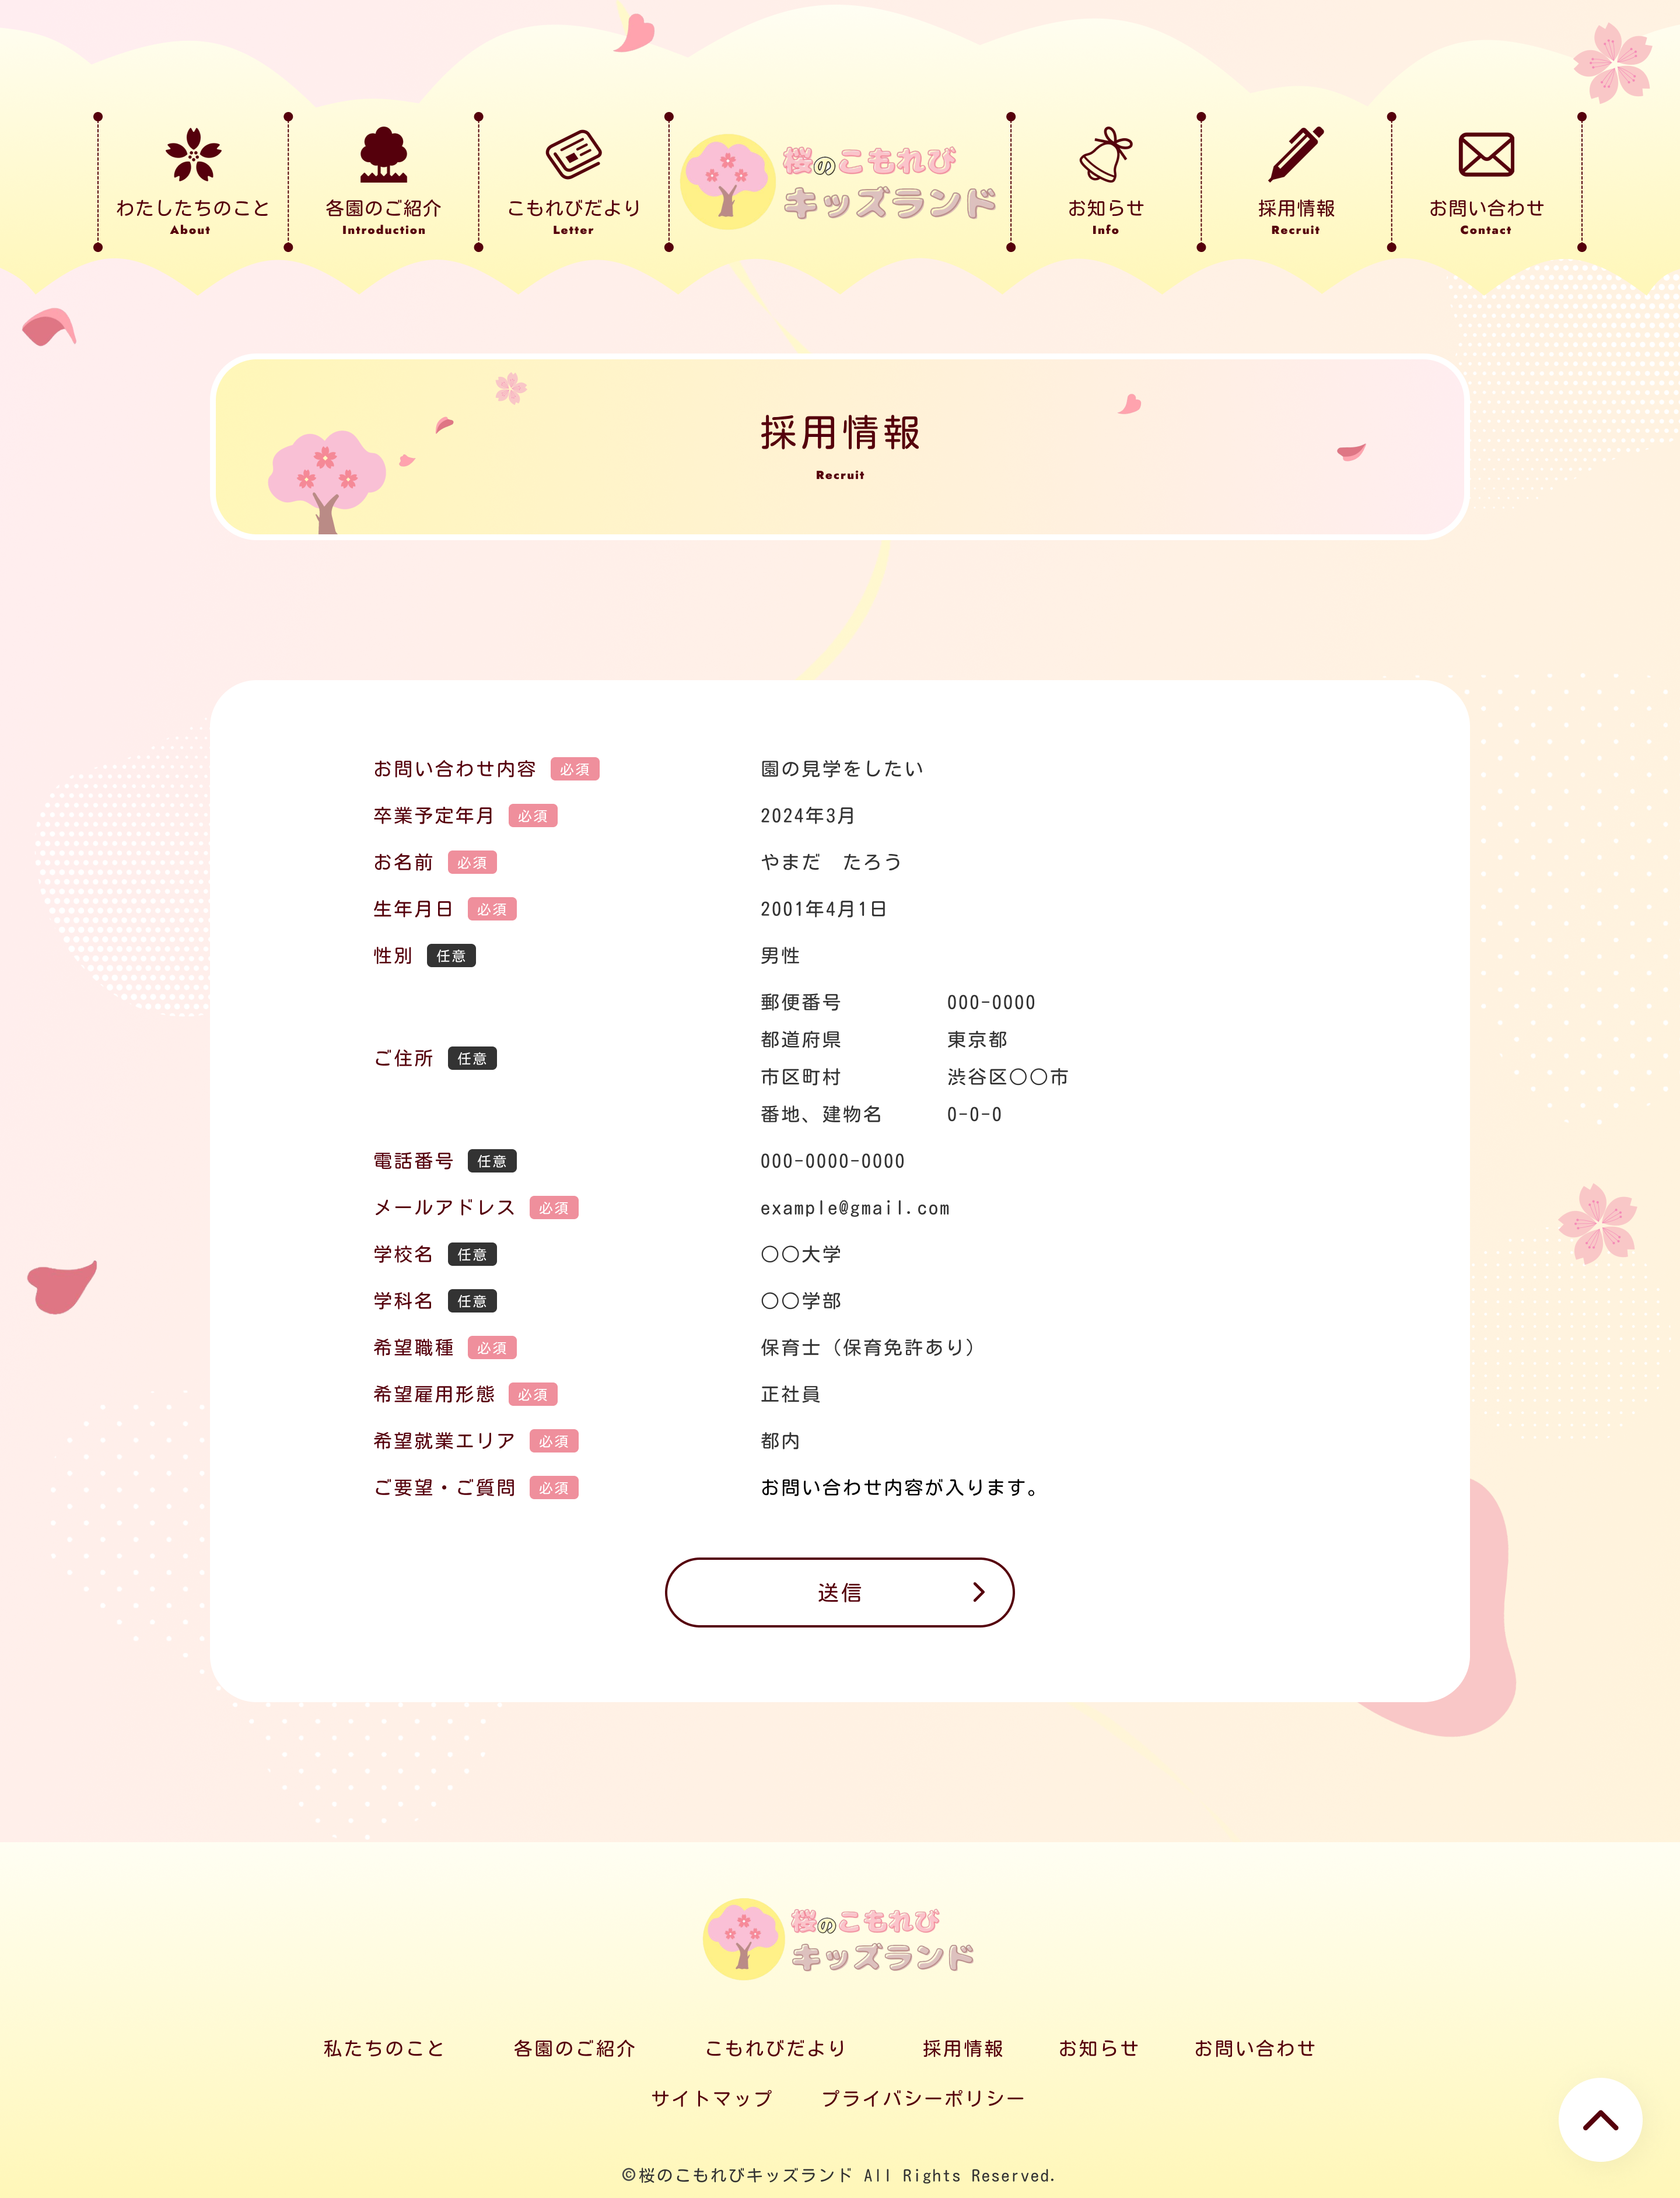 わたしたちのこと
About
各園のご紹介
Introduction
こもれびだより
Letter
桜のこもれび
キッズランド
お知らせ
Info
採用情報
Recruit
お問い合わせ
Contact
採用情報
Recruit
お問い合わせ内容 必須 園の見学をしたい
卒業予定年月 必須 2024年3月
お名前 必須 やまだ　たろう
生年月日 必須 2001年4月1日
性別 任意 男性
ご住所 任意
郵便番号 000-0000
都道府県 東京都
市区町村 渋谷区〇〇市
番地、建物名 0-0-0
電話番号 任意 000-0000-0000
メールアドレス 必須 example@gmail.com
学校名 任意 〇〇大学
学科名 任意 〇〇学部
希望職種 必須 保育士（保育免許あり）
希望雇用形態 必須 正社員
希望就業エリア 必須 都内
ご要望・ご質問 必須 お問い合わせ内容が入ります。
送信
桜のこもれび
キッズランド
私たちのこと 各園のご紹介 こもれびだより 採用情報 お知らせ お問い合わせ
サイトマップ プライバシーポリシー
©桜のこもれびキッズランド All Rights Reserved.